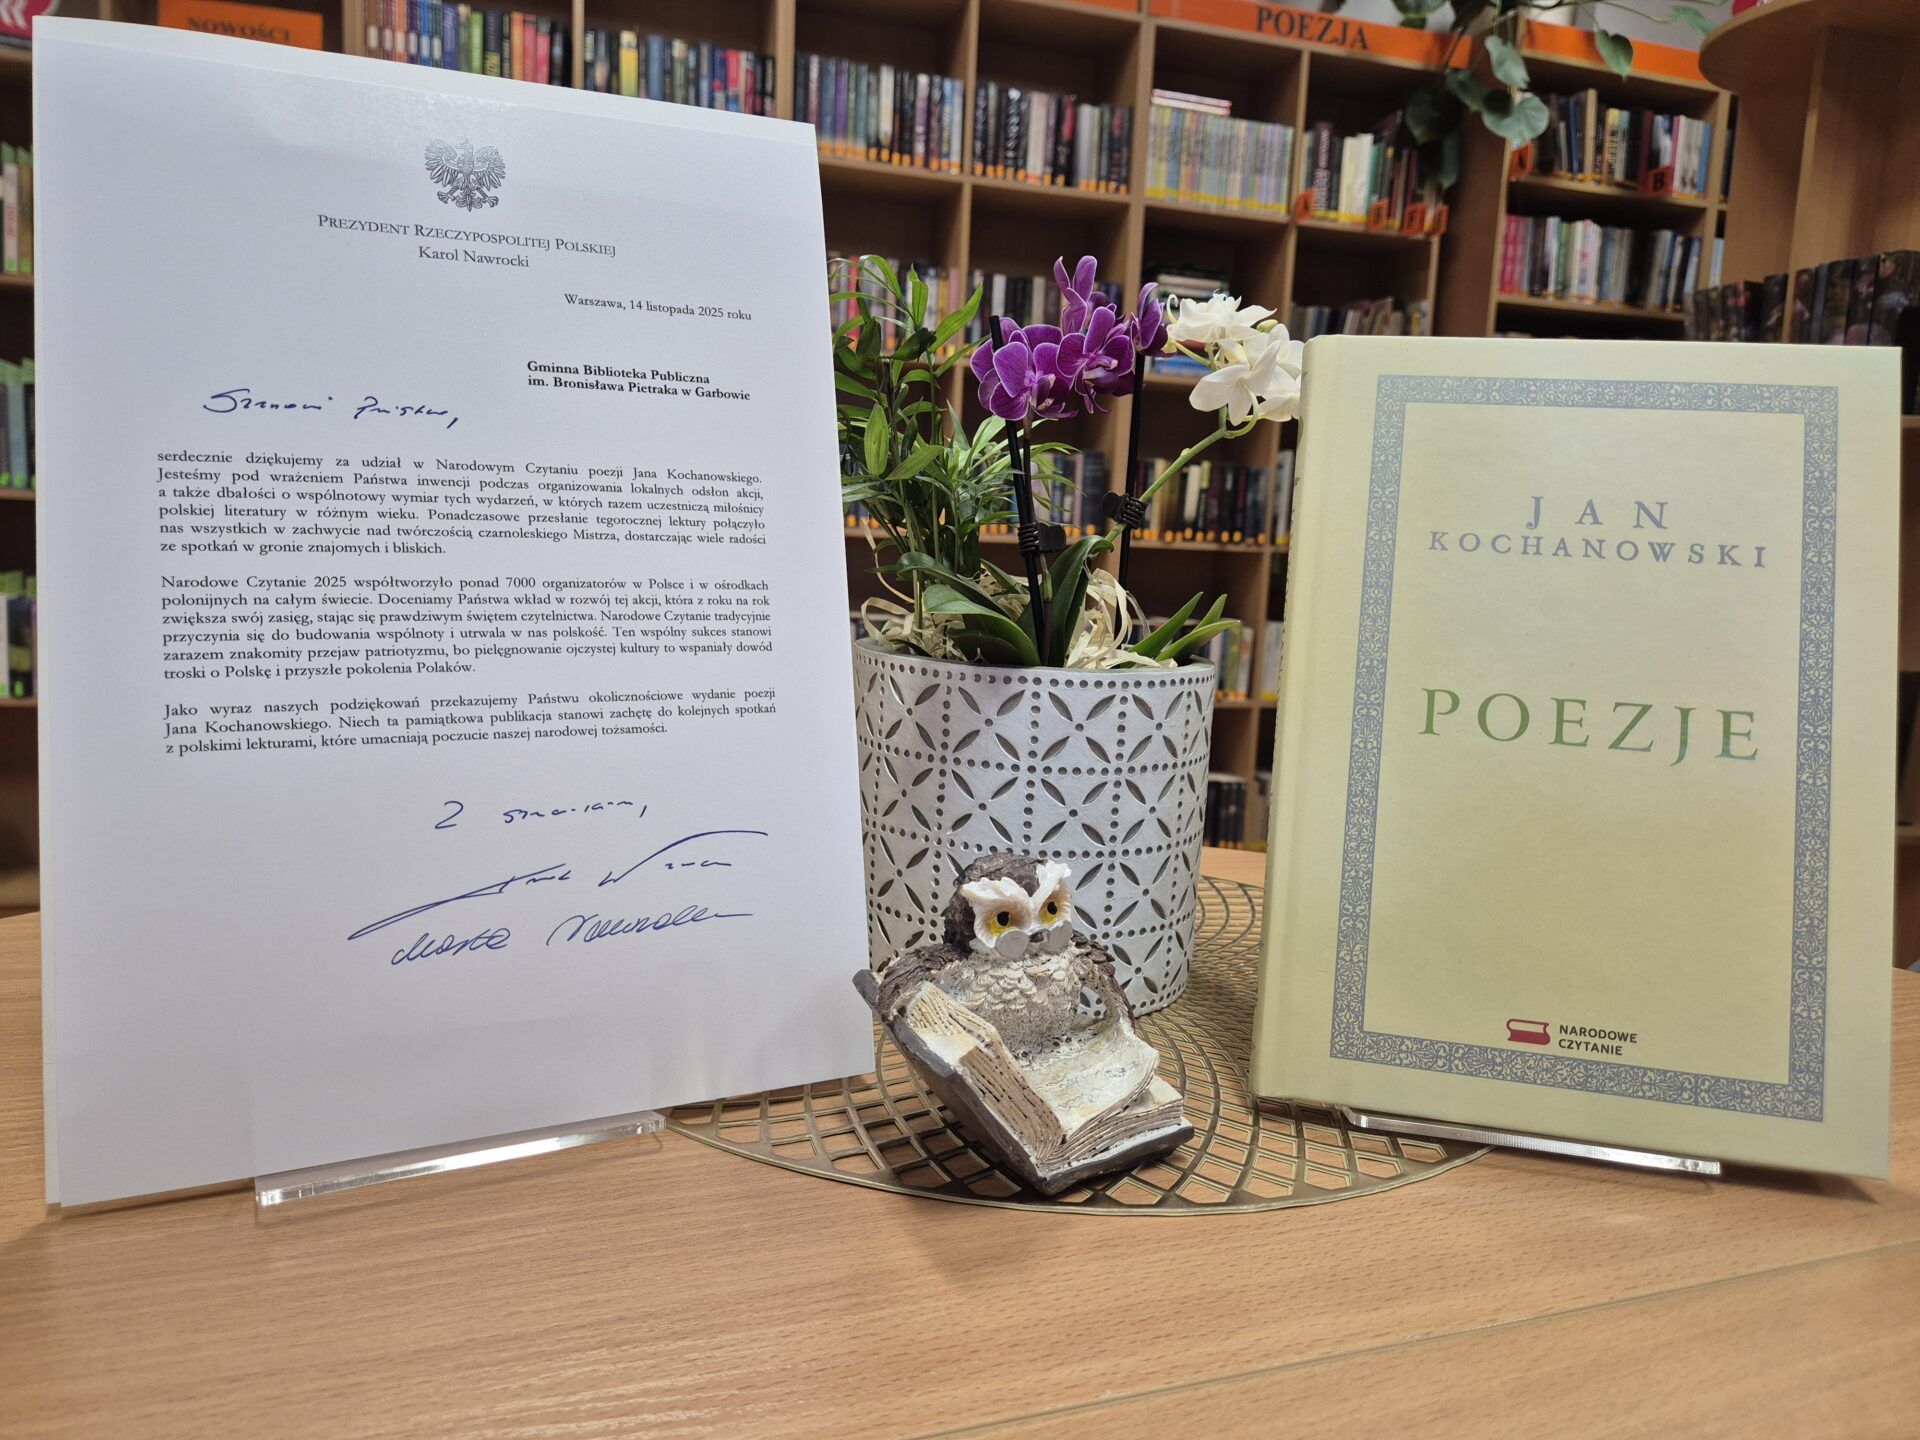 NOWOŚCI
POEZJA
PREZYDENT RZECZYPOSPOLITEJ POLSKIEJ
Karol Nawrocki
Warszawa, 14 listopada 2025 roku
Gminna Biblioteka Publiczna
im. Bronisława Pietraka w Garbowie
Szanowni Państwo,
serdecznie dziękujemy za udział w Narodowym Czytaniu poezji Jana Kochanowskiego.
Jesteśmy pod wrażeniem Państwa inwencji podczas organizowania lokalnych odsłon akcji,
a także dbałości o wspólnotowy wymiar tych wydarzeń, w których razem uczestniczą miłośnicy
polskiej literatury w różnym wieku. Ponadczasowe przesłanie tegorocznej lektury połączyło
nas wszystkich w zachwycie nad twórczością czarnoleskiego Mistrza, dostarczając wiele radości
ze spotkań w gronie znajomych i bliskich.
Narodowe Czytanie 2025 współtworzyło ponad 7000 organizatorów w Polsce i w ośrodkach
polonijnych na całym świecie. Doceniamy Państwa wkład w rozwój tej akcji, która z roku na rok
zwiększa swój zasięg, stając się prawdziwym świętem czytelnictwa. Narodowe Czytanie tradycyjnie
przyczynia się do budowania wspólnoty i utrwala w nas polskość. Ten wspólny sukces stanowi
zarazem znakomity przejaw patriotyzmu, bo pielęgnowanie ojczystej kultury to wspaniały dowód
troski o Polskę i przyszłe pokolenia Polaków.
Jako wyraz naszych podziękowań przekazujemy Państwu okolicznościowe wydanie poezji
Jana Kochanowskiego. Niech ta pamiątkowa publikacja stanowi zachętę do kolejnych spotkań
z polskimi lekturami, które umacniają poczucie naszej narodowej tożsamości.
Z szacunkiem,
Marta Nawrocka
JAN
KOCHANOWSKI
POEZJE
NARODOWE
CZYTANIE